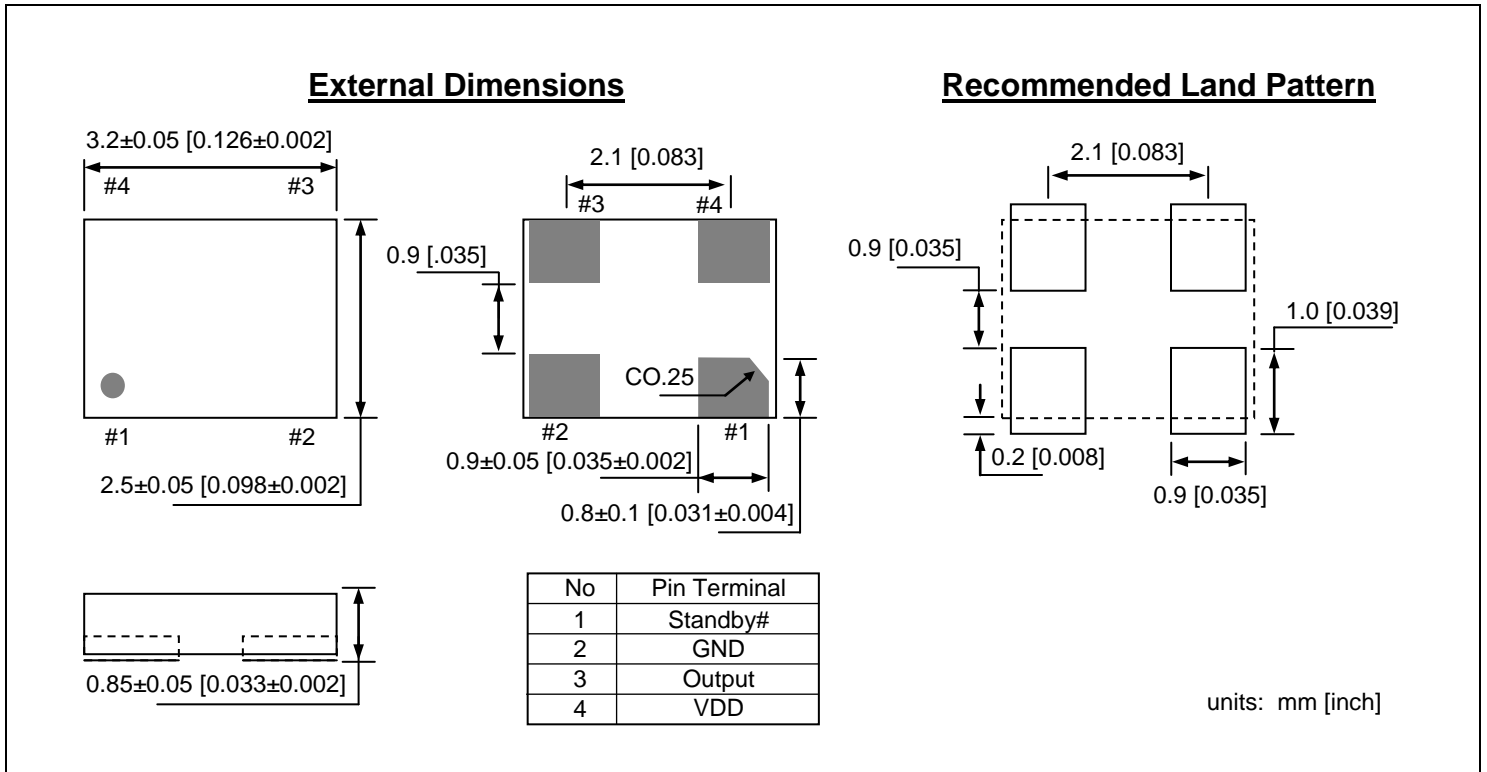 External Dimensions
Recommended Land Pattern
3.2±0.05 [0.126±0.002]
#4 #3
#1 #2
2.5±0.05 [0.098±0.002]
0.85±0.05 [0.033±0.002]
2.1 [0.083]
#3 #4
0.9 [.035]
CO.25
#2 #1
0.9±0.05 [0.035±0.002]
0.8±0.1 [0.031±0.004]
No Pin Terminal
1 Standby#
2 GND
3 Output
4 VDD
2.1 [0.083]
0.9 [0.035]
1.0 [0.039]
0.2 [0.008]
0.9 [0.035]
units: mm [inch]